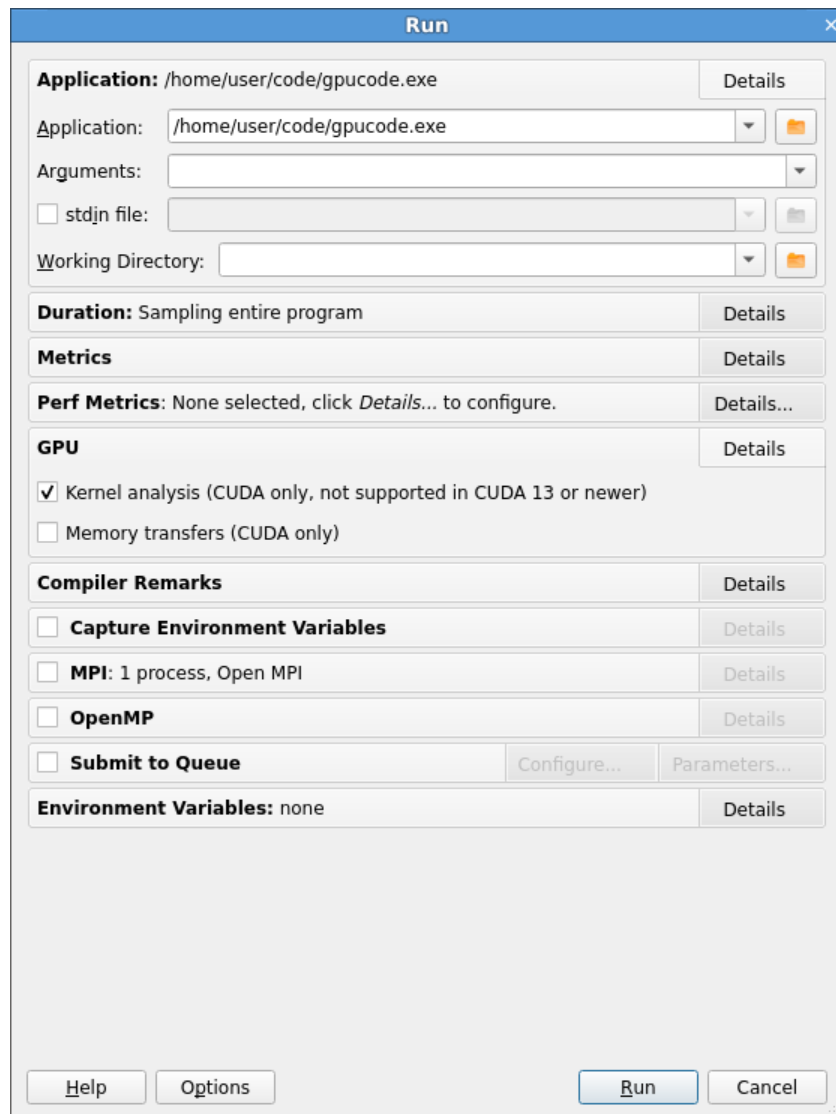 Run
Application: /home/user/code/gpucode.exe Details
Application: /home/user/code/gpucode.exe
Arguments:
stdin file:
Working Directory:
Duration: Sampling entire program Details
Metrics Details
Perf Metrics: None selected, click Details... to configure. Details...
GPU Details
Kernel analysis (CUDA only, not supported in CUDA 13 or newer)
Memory transfers (CUDA only)
Compiler Remarks Details
Capture Environment Variables Details
MPI: 1 process, Open MPI Details
OpenMP Details
Submit to Queue Configure... Parameters...
Environment Variables: none Details
Help Options Run Cancel